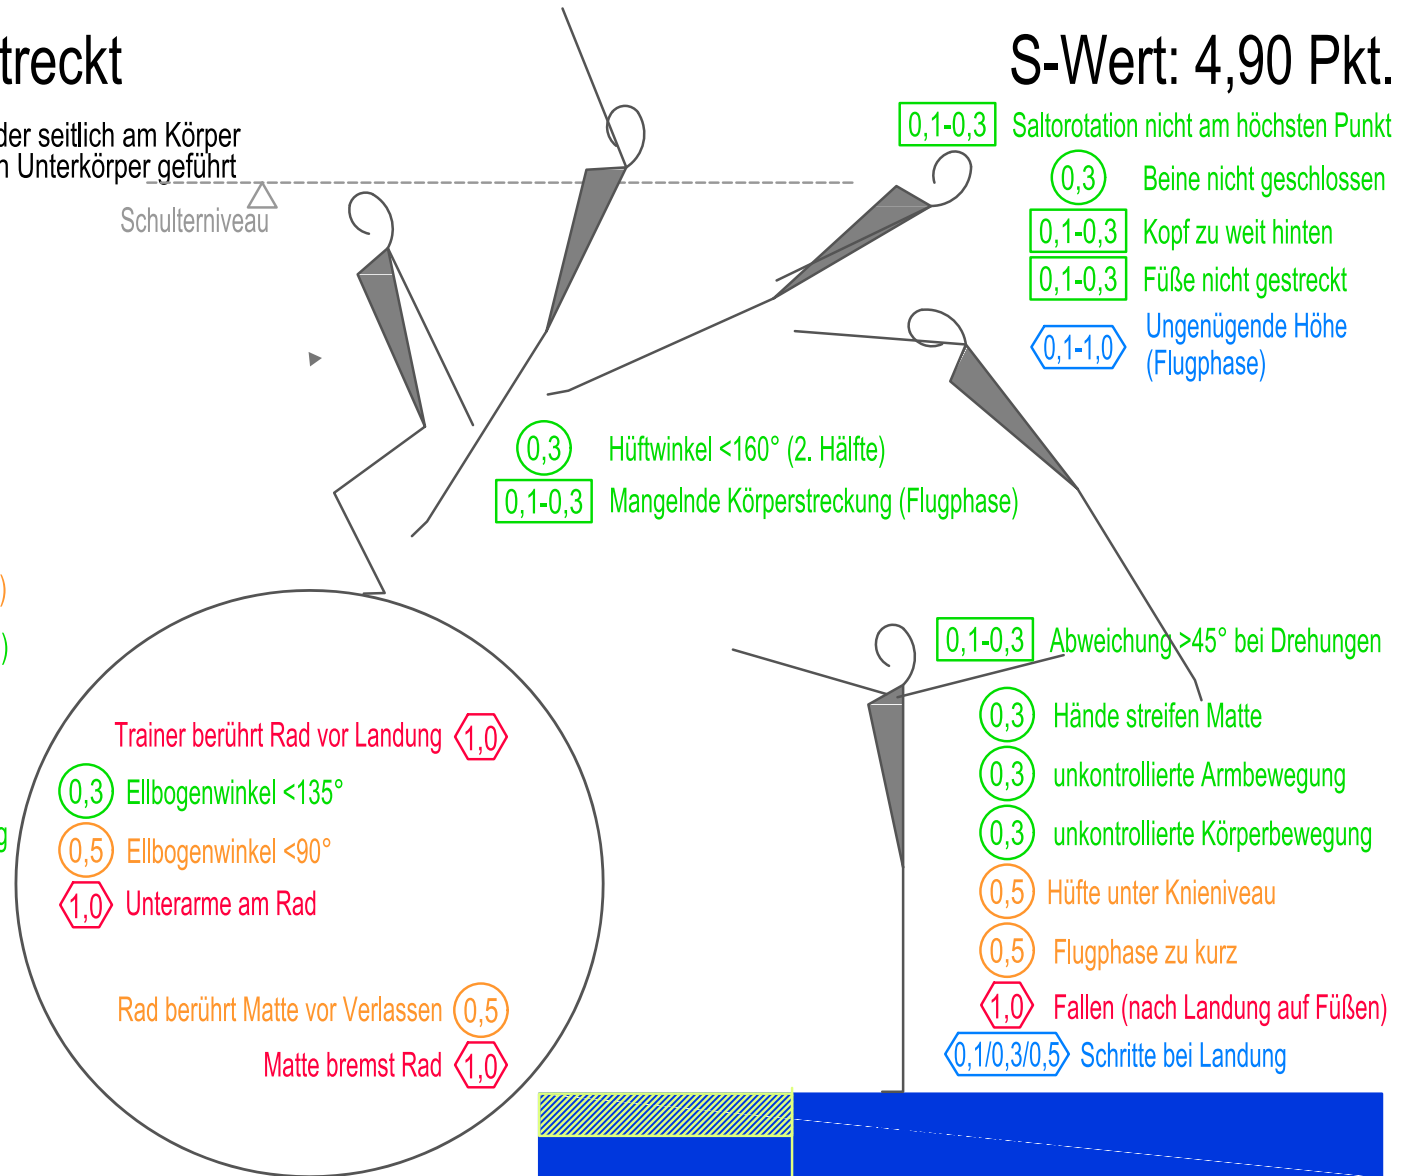 treckt
S-Wert: 4,90 Pkt.
der seitlich am Körper
n Unterkörper geführt
Schulterniveau
0,1-0,3 Saltorotation nicht am höchsten Punkt
0,3 Beine nicht geschlossen
0,1-0,3 Kopf zu weit hinten
0,1-0,3 Füße nicht gestreckt
0,1-1,0 Ungenügende Höhe
(Flugphase)
0,3 Hüftwinkel <160° (2. Hälfte)
0,1-0,3 Mangelnde Körperstreckung (Flugphase)
)
)
g
Trainer berührt Rad vor Landung 1,0
0,3 Ellbogenwinkel <135°
0,5 Ellbogenwinkel <90°
1,0 Unterarme am Rad
Rad berührt Matte vor Verlassen 0,5
Matte bremst Rad 1,0
0,1-0,3 Abweichung >45° bei Drehungen
0,3 Hände streifen Matte
0,3 unkontrollierte Armbewegung
0,3 unkontrollierte Körperbewegung
0,5 Hüfte unter Knieniveau
0,5 Flugphase zu kurz
1,0 Fallen (nach Landung auf Füßen)
0,1/0,3/0,5 Schritte bei Landung